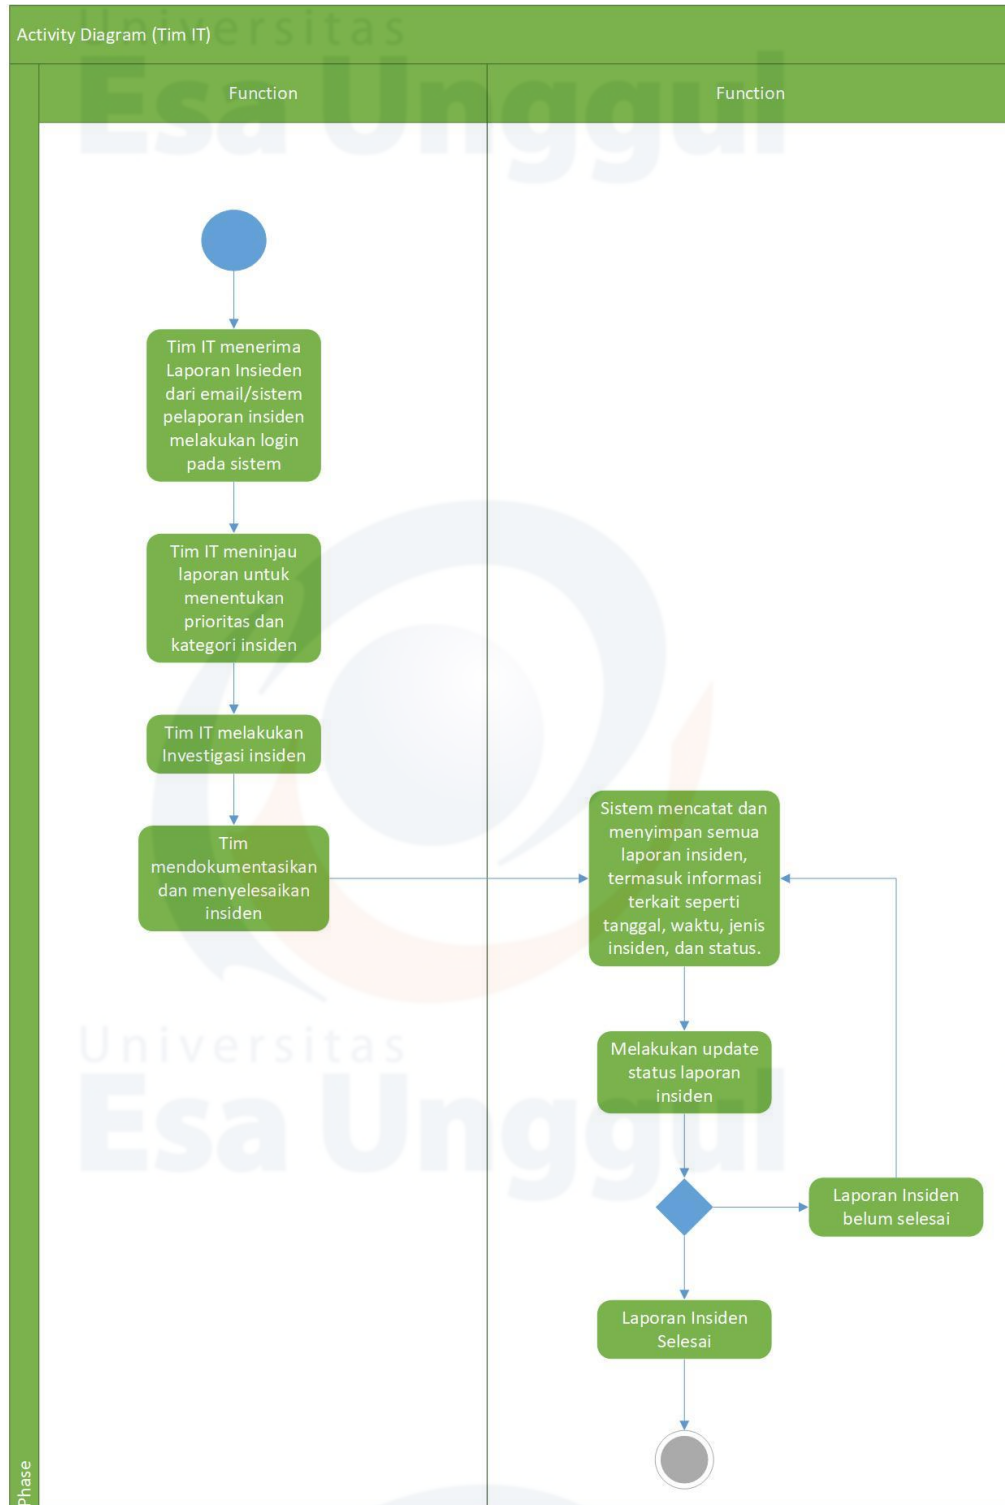 Universitas
Esa Unggul
Activity Diagram (Tim IT)
Function
Function
Tim IT menerima
Laporan Insieden
dari email/sistem
pelaporan insiden
melakukan login
pada sistem
Tim IT meninjau
laporan untuk
menentukan
prioritas dan
kategori insiden
Tim IT melakukan
Investigasi insiden
Tim
mendokumentasikan
dan menyelesaikan
insiden
Sistem mencatat dan
menyimpan semua
laporan insiden,
termasuk informasi
terkait seperti
tanggal, waktu, jenis
insiden, dan status.
Universitas
Esa Unggul
Melakukan update
status laporan
insiden
Laporan Insiden
belum selesai
Laporan Insiden
Selesai
Phase